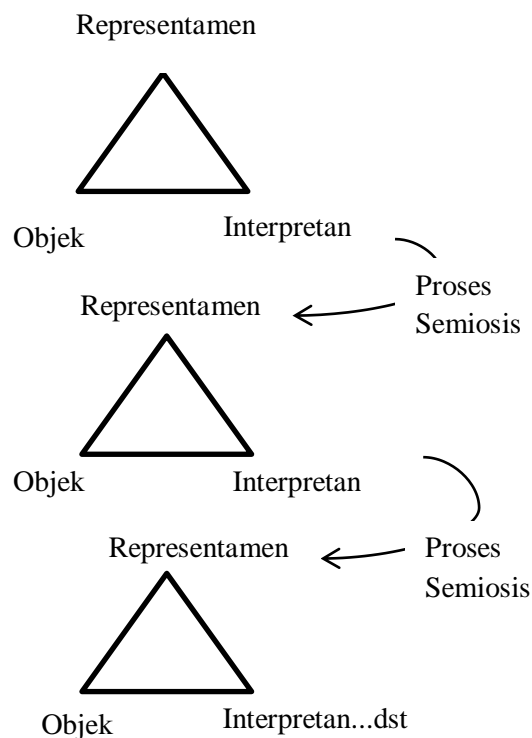 Representamen
Objek
Interpretan
Proses
Semiosis
Representamen
Objek
Interpretan
Proses
Semiosis
Representamen
Objek
Interpretan...dst